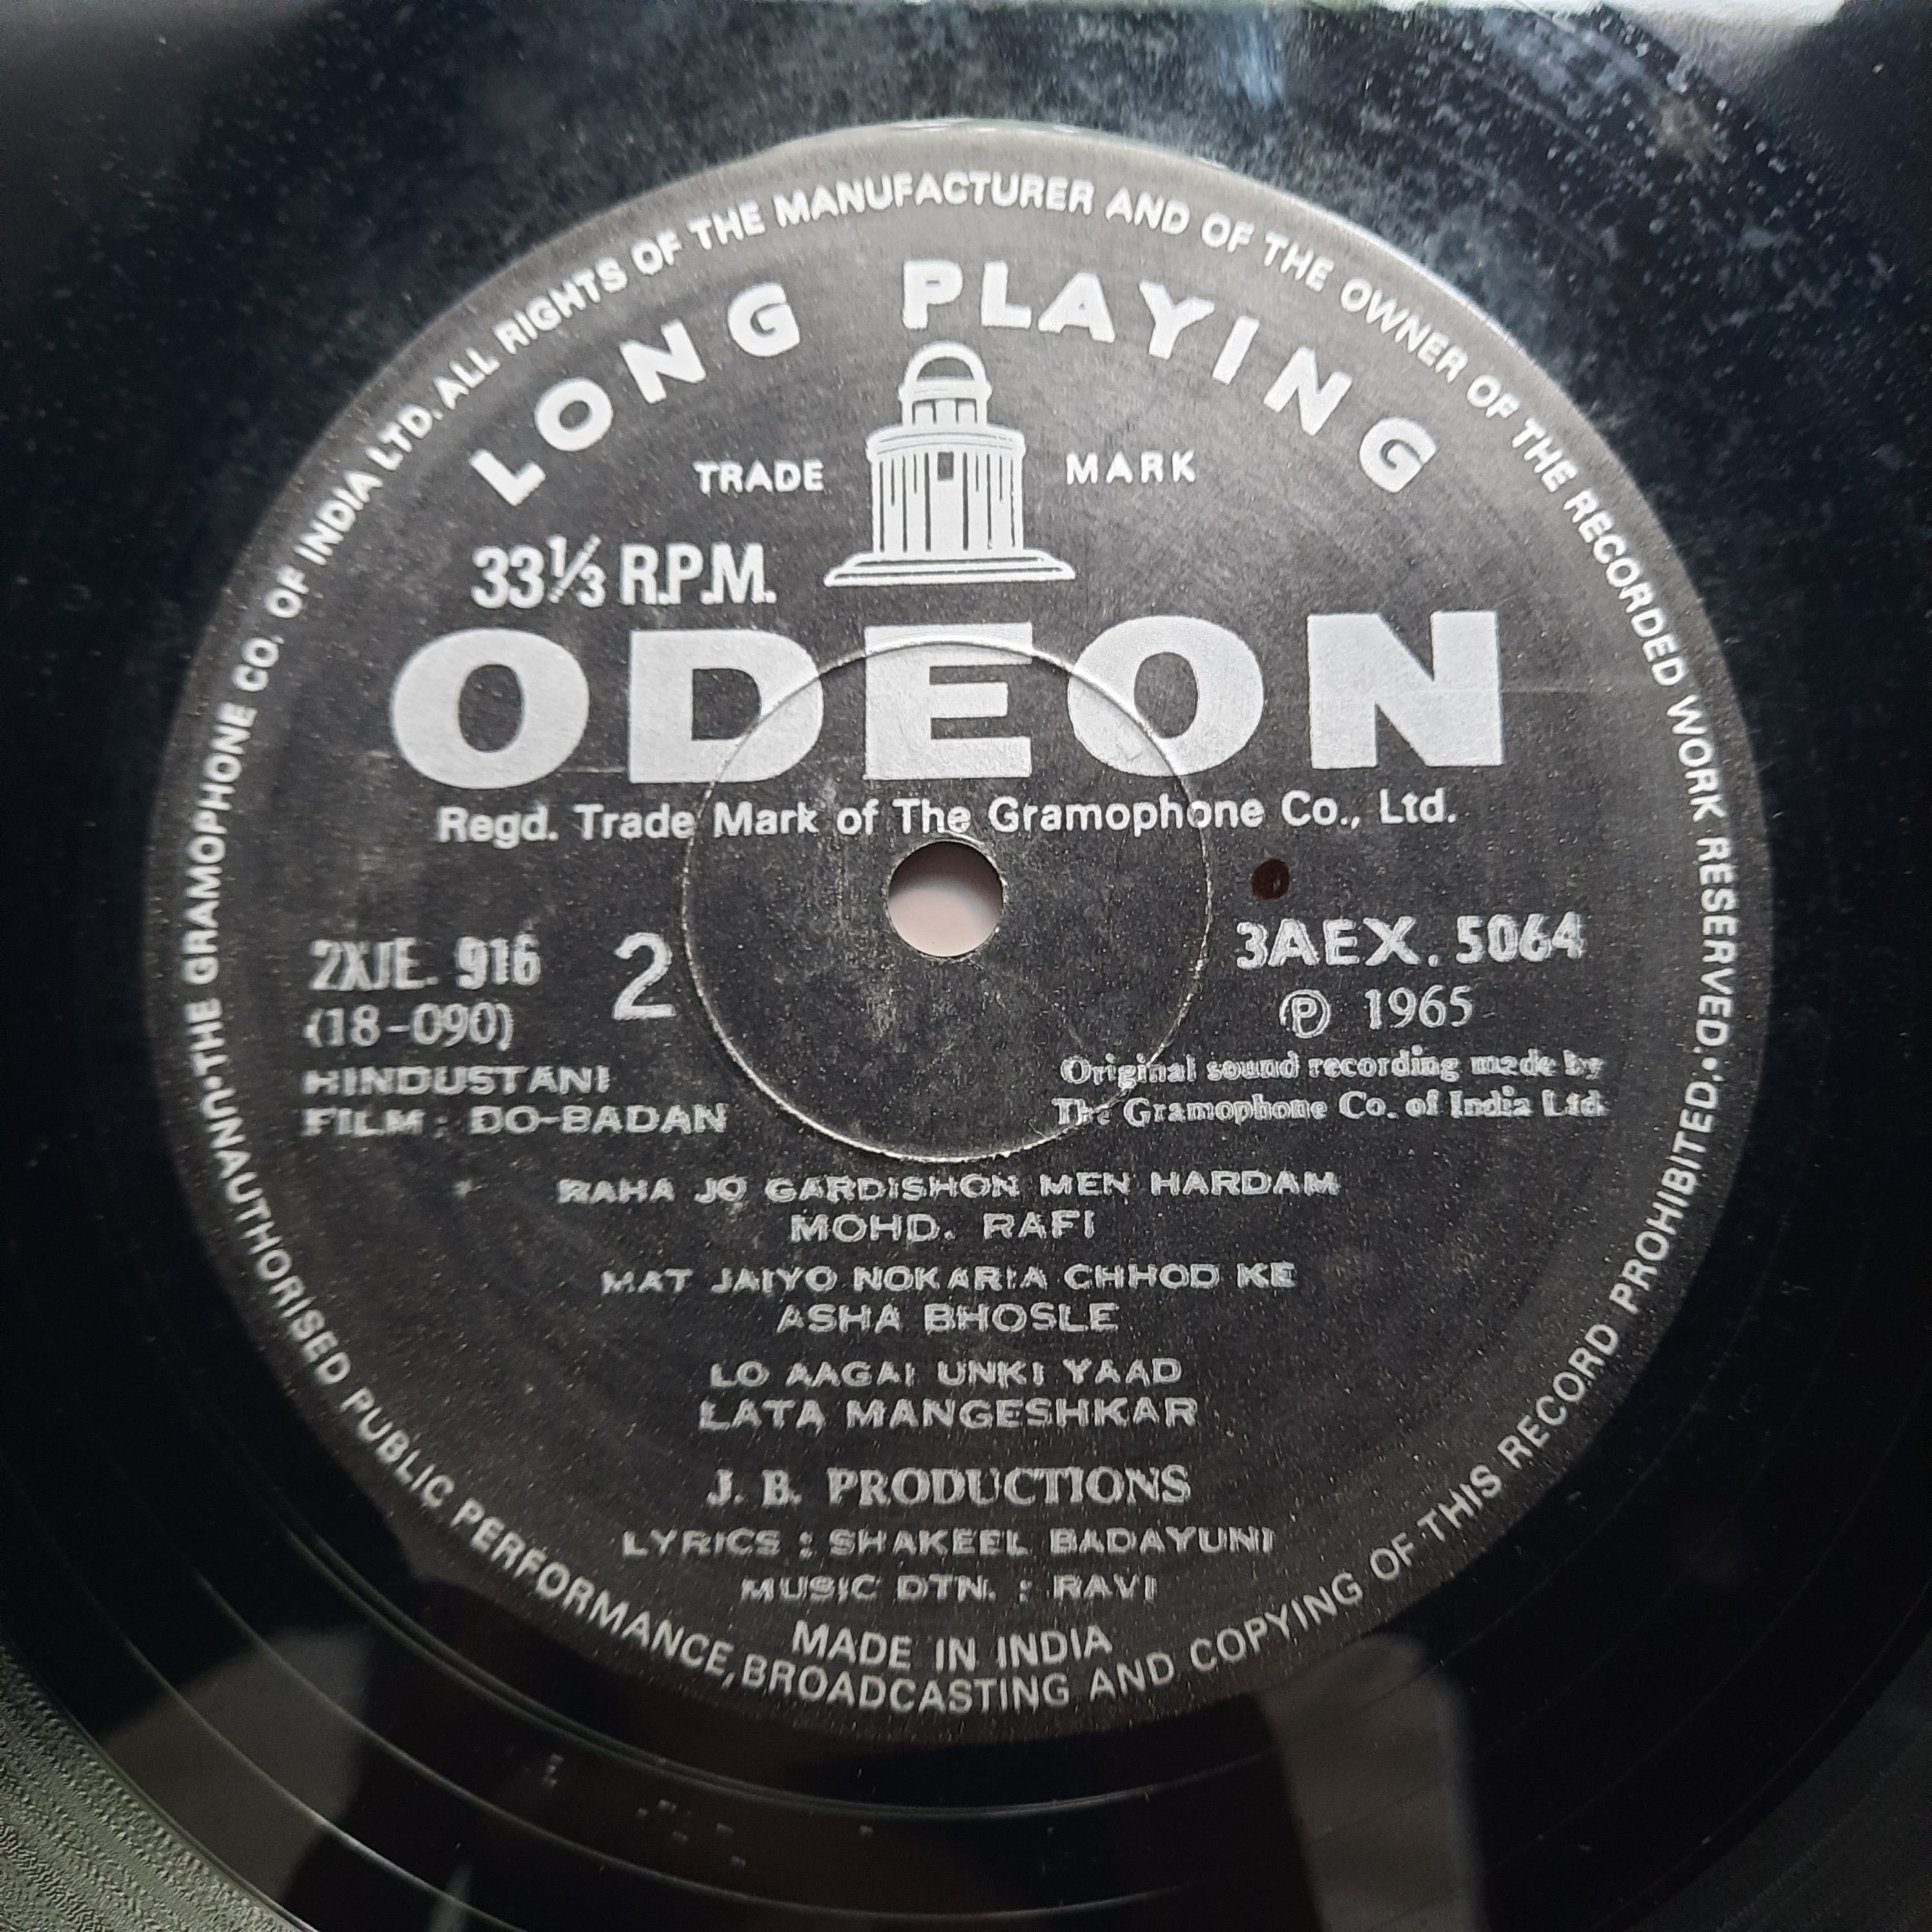 THE GRAMOPHONE CO. OF INDIA LTD. ALL RIGHTS OF THE MANUFACTURER AND OF THE OWNER OF THE RECORDED WORK RESERVED.
LONG PLAYING
TRADE MARK
33⅓ R.P.M.
ODEON
Regd. Trade Mark of The Gramophone Co., Ltd.
2XJE. 916 2 3AEX. 5064
(18-090) ℗ 1965
HINDUSTANI Original sound recording made by
FILM : DO-BADAN The Gramophone Co. of India Ltd.
RAHA JO GARDISHON MEN HARDAM
MOHD. RAFI
MAT JAIYO NOKARIA CHHOD KE
ASHA BHOSLE
LO AAGAI UNKI YAAD
LATA MANGESHKAR
J. B. PRODUCTIONS
LYRICS : SHAKEEL BADAYUNI
MUSIC DTN. : RAVI
MADE IN INDIA
UNNAUTHORISED PUBLIC PERFORMANCE, BROADCASTING AND COPYING OF THIS RECORD PROHIBITED.